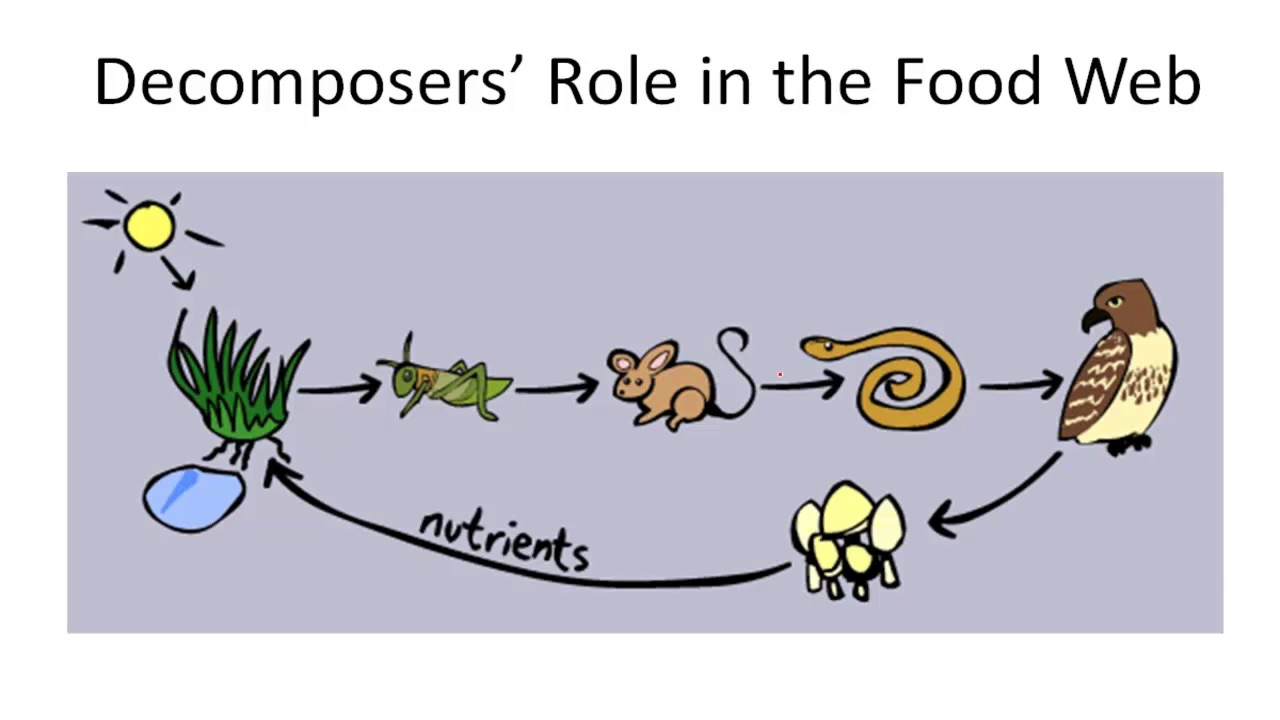 Decomposers’ Role in the Food Web
nutrients